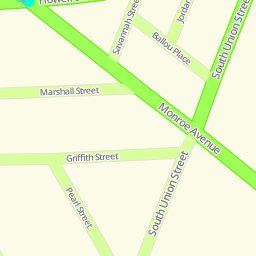 Howell S
Savannah Street
Jordan
Ballou Place
South Union Street
Marshall Street
Monroe Avenue
Griffith Street
Pearl Street
South Union Street